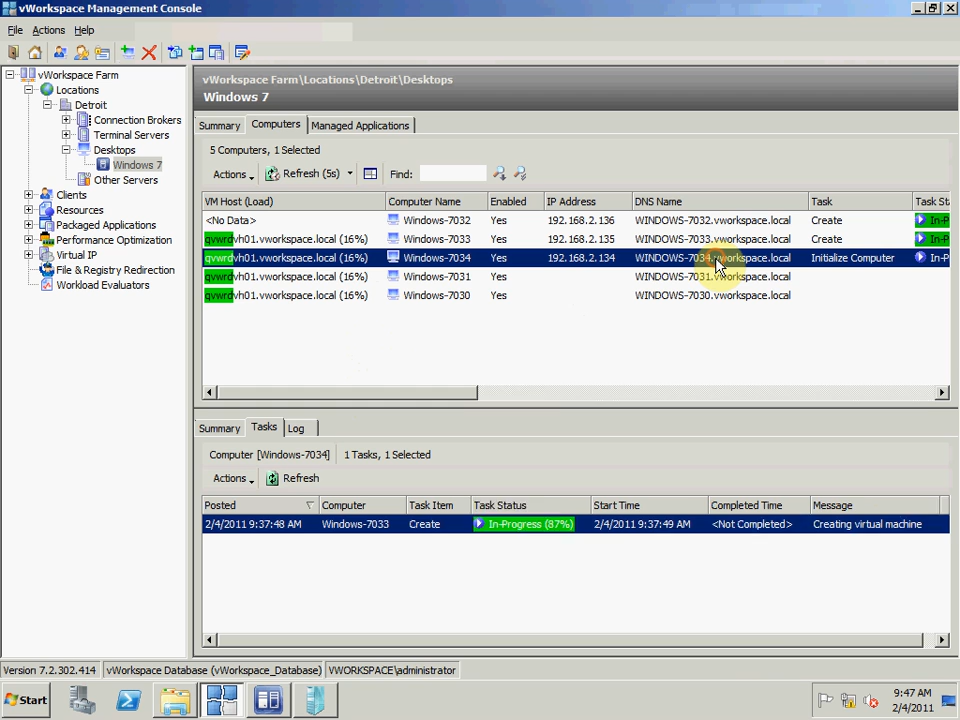 vWorkspace Management Console
File Actions Help
vWorkspace Farm
Locations
Detroit
Connection Brokers
Terminal Servers
Desktops
Windows 7
Other Servers
Clients
Resources
Packaged Applications
Performance Optimization
Virtual IP
File & Registry Redirection
Workload Evaluators
vWorkspace Farm\Locations\Detroit\Desktops
Windows 7
Summary Computers Managed Applications
5 Computers, 1 Selected
Actions Refresh (5s) Find:
VM Host (Load) Computer Name Enabled IP Address DNS Name Task Task St
<No Data> Windows-7032 Yes 192.168.2.136 WINDOWS-7032.vworkspace.local Create In-P
qvwrdvh01.vworkspace.local (16%) Windows-7033 Yes 192.168.2.135 WINDOWS-7033.vworkspace.local Create In-P
qvwrdvh01.vworkspace.local (16%) Windows-7034 Yes 192.168.2.134 WINDOWS-7034.vworkspace.local Initialize Computer In-P
qvwrdvh01.vworkspace.local (16%) Windows-7031 Yes WINDOWS-7031.vworkspace.local
qvwrdvh01.vworkspace.local (16%) Windows-7030 Yes WINDOWS-7030.vworkspace.local
Summary Tasks Log
Computer [Windows-7034] 1 Tasks, 1 Selected
Actions Refresh
Posted Computer Task Item Task Status Start Time Completed Time Message
2/4/2011 9:37:48 AM Windows-7033 Create In-Progress (87%) 2/4/2011 9:37:49 AM <Not Completed> Creating virtual machine
Version 7.2.302.414 vWorkspace Database (vWorkspace_Database) VWORKSPACE\administrator
Start
9:47 AM
2/4/2011